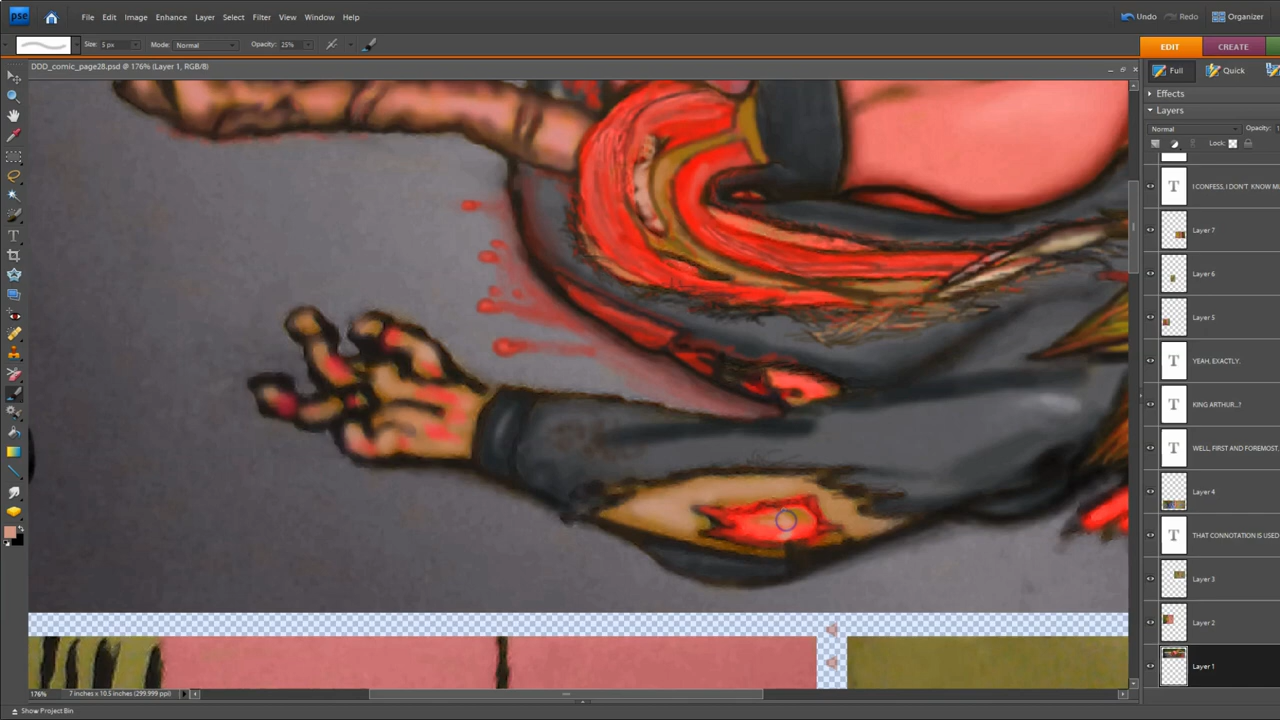 pse File Edit Image Enhance Layer Select Filter View Window Help Undo Redo Organizer
Size: 5 px Mode: Normal Opacity: 25% EDIT CREATE
DDD_comic_page28.psd @ 176% (Layer 1, RGB/8)
Full Quick
Effects
Layers
Normal Opacity: 1
Lock:
T I CONFESS, I DON'T KNOW MU
Layer 7
Layer 6
Layer 5
T YEAH, EXACTLY.
T KING ARTHUR...?
T WELL, FIRST AND FOREMOST,
Layer 4
T THAT CONNOTATION IS USED
Layer 3
Layer 2
Layer 1
176% 7 inches x 10.5 inches (299.999 ppi)
Show Project Bin